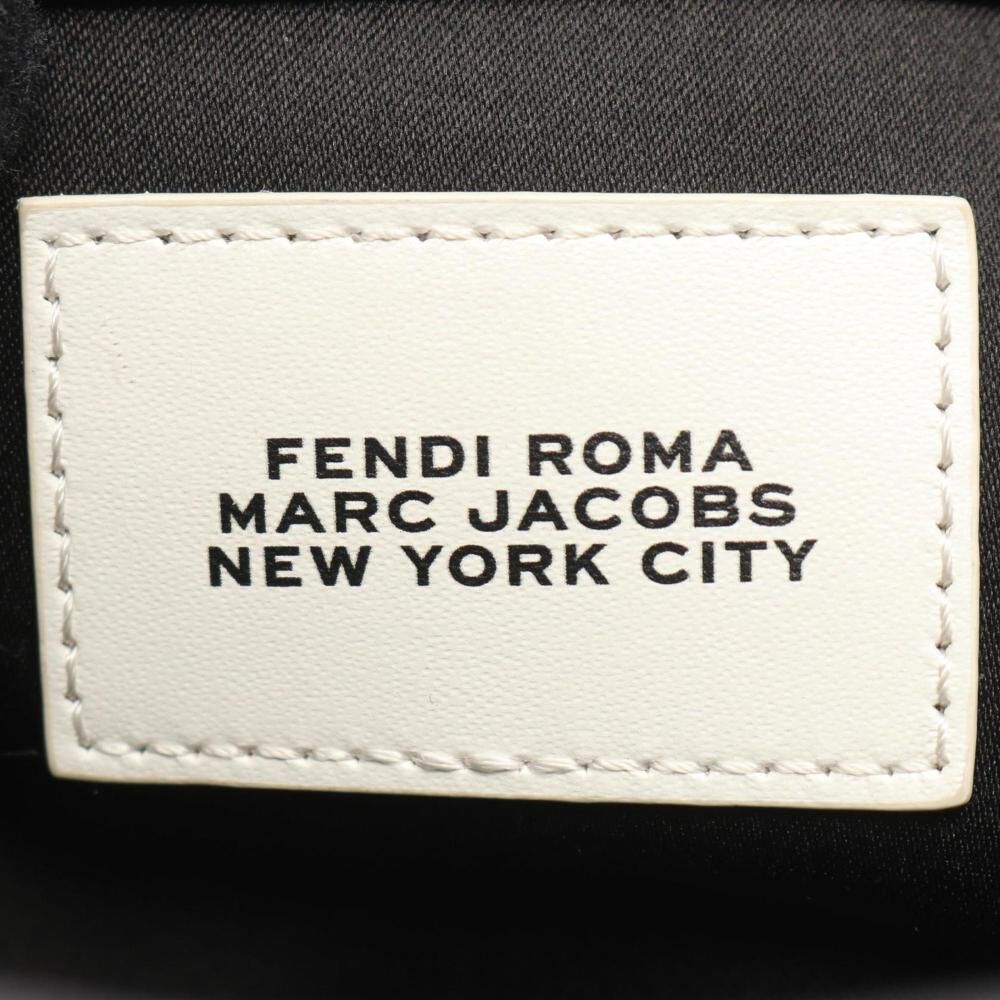 FENDI ROMA
MARC JACOBS
NEW YORK CITY